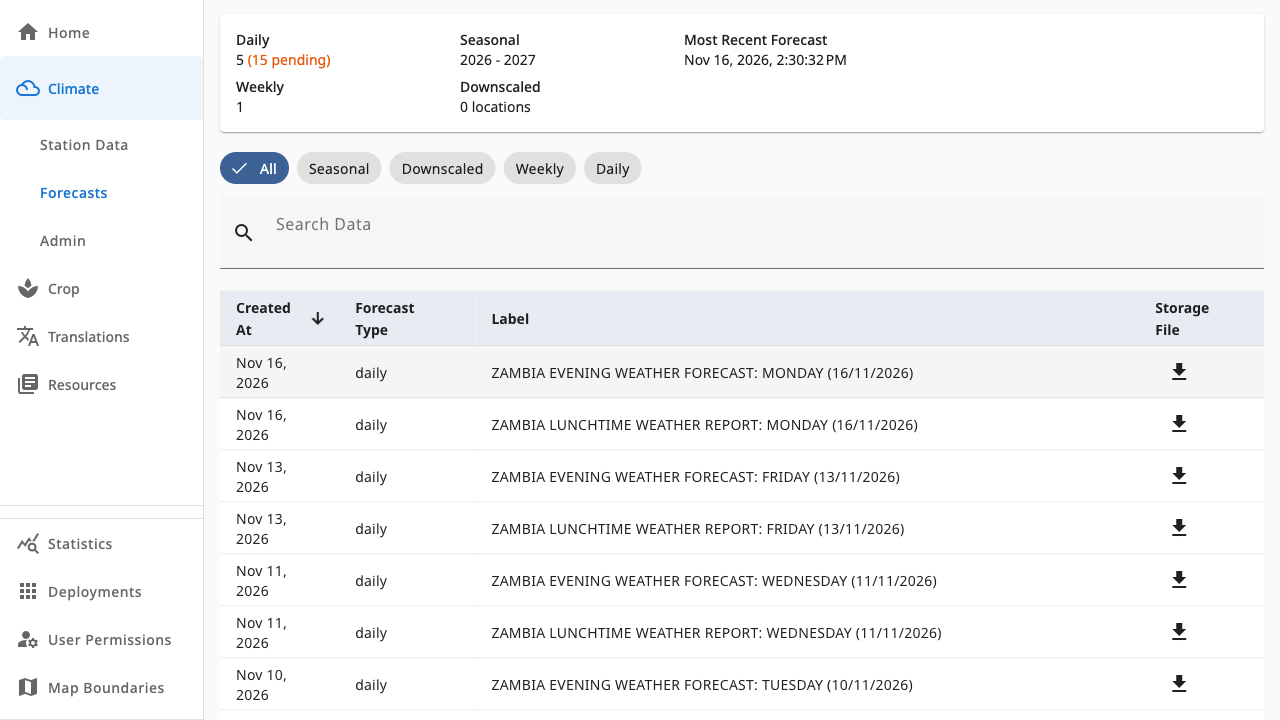 Home
Climate
Station Data
Forecasts
Admin
Crop
Translations
Resources
Statistics
Deployments
User Permissions
Map Boundaries
Daily
5 (15 pending)
Seasonal
2026 - 2027
Most Recent Forecast
Nov 16, 2026, 2:30:32 PM
Weekly
1
Downscaled
0 locations
All
Seasonal
Downscaled
Weekly
Daily
Search Data
Created At
Forecast Type
Label
Storage File
Nov 16, 2026 daily ZAMBIA EVENING WEATHER FORECAST: MONDAY (16/11/2026)
Nov 16, 2026 daily ZAMBIA LUNCHTIME WEATHER REPORT: MONDAY (16/11/2026)
Nov 13, 2026 daily ZAMBIA EVENING WEATHER FORECAST: FRIDAY (13/11/2026)
Nov 13, 2026 daily ZAMBIA LUNCHTIME WEATHER REPORT: FRIDAY (13/11/2026)
Nov 11, 2026 daily ZAMBIA EVENING WEATHER FORECAST: WEDNESDAY (11/11/2026)
Nov 11, 2026 daily ZAMBIA LUNCHTIME WEATHER REPORT: WEDNESDAY (11/11/2026)
Nov 10, 2026 daily ZAMBIA EVENING WEATHER FORECAST: TUESDAY (10/11/2026)